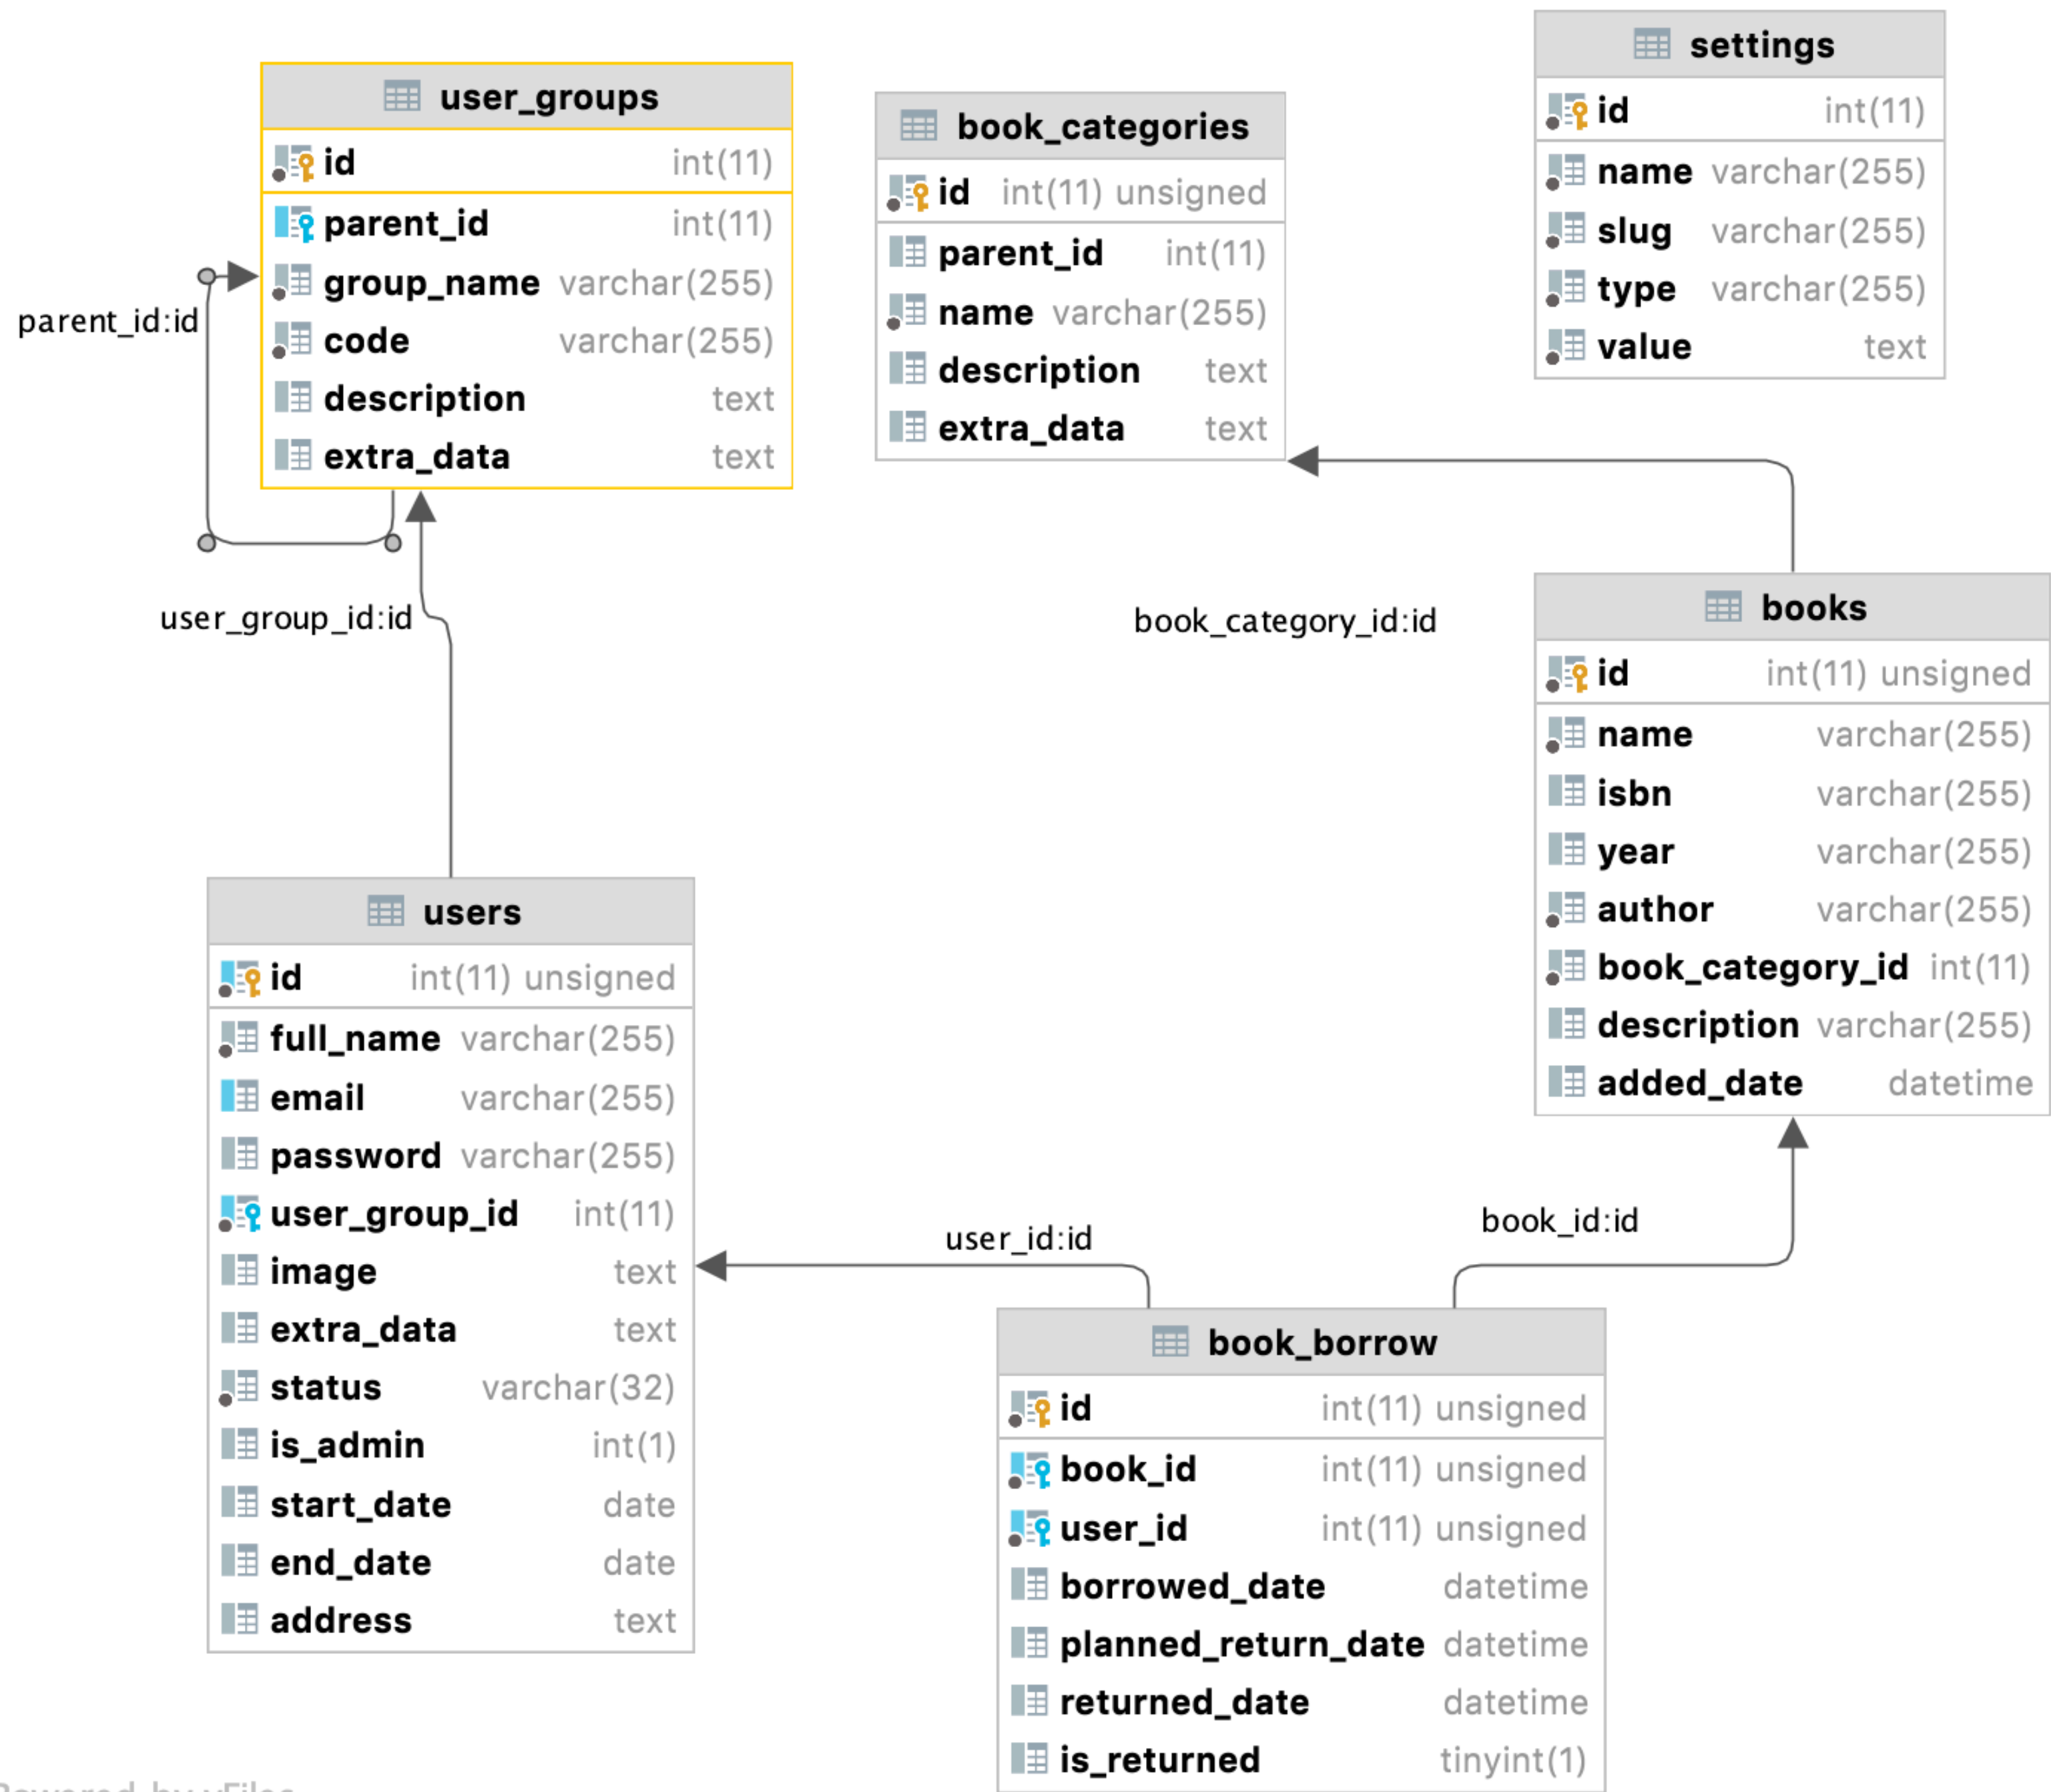 user_groups
id int(11)
parent_id int(11)
group_name varchar(255)
code varchar(255)
description text
extra_data text
parent_id:id
book_categories
id int(11) unsigned
parent_id int(11)
name varchar(255)
description text
extra_data text
settings
id int(11)
name varchar(255)
slug varchar(255)
type varchar(255)
value text
user_group_id:id
book_category_id:id
books
id int(11) unsigned
name varchar(255)
isbn varchar(255)
year varchar(255)
author varchar(255)
book_category_id int(11)
description varchar(255)
added_date datetime
users
id int(11) unsigned
full_name varchar(255)
email varchar(255)
password varchar(255)
user_group_id int(11)
image text
extra_data text
status varchar(32)
is_admin int(1)
start_date date
end_date date
address text
user_id:id
book_id:id
book_borrow
id int(11) unsigned
book_id int(11) unsigned
user_id int(11) unsigned
borrowed_date datetime
planned_return_date datetime
returned_date datetime
is_returned tinyint(1)
Powered by yFiles